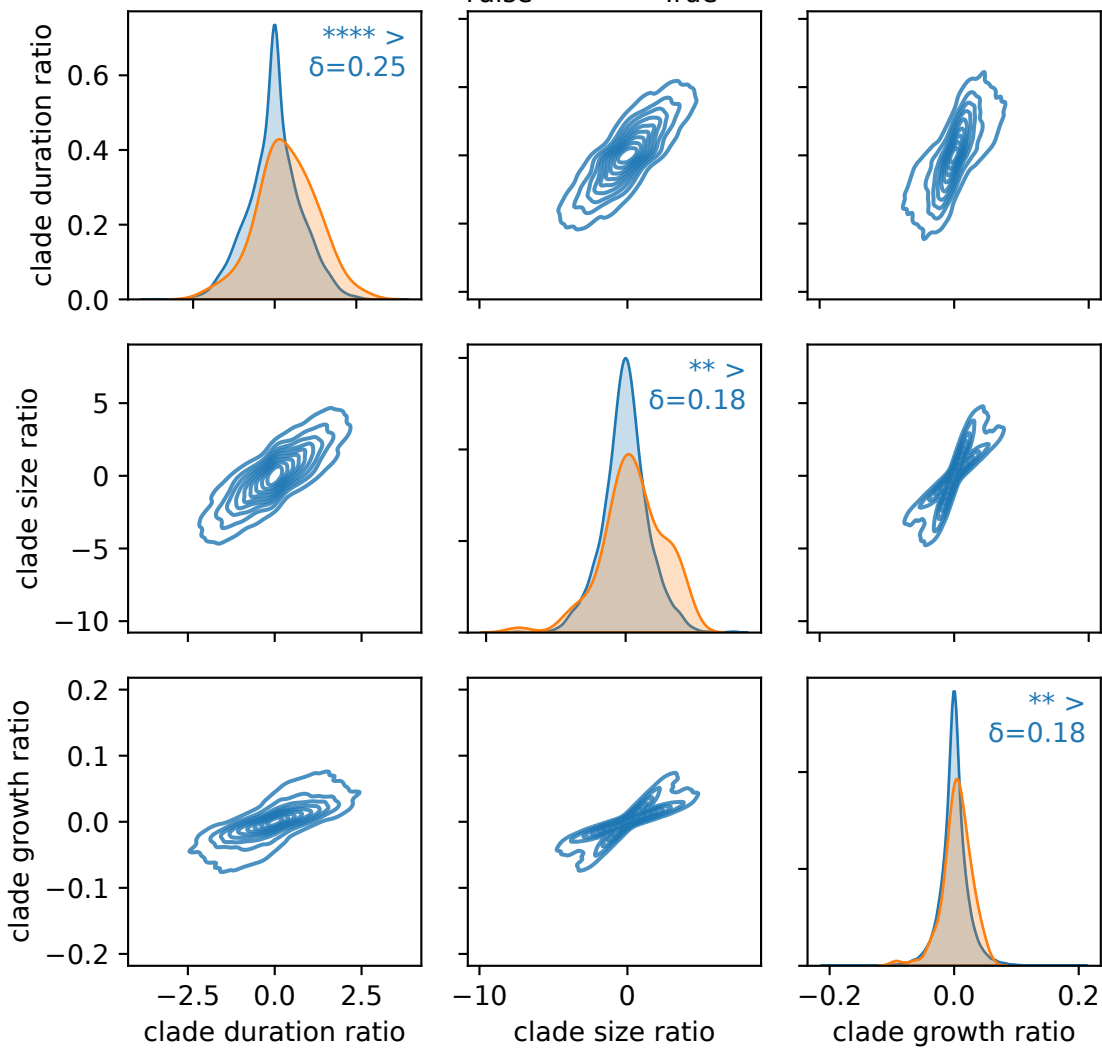 True
clade duration ratio
0.6
0.4
0.2
0.0
**** >
δ=0.25
clade size ratio
5
0
−5
−10
** >
δ=0.18
clade growth ratio
0.2
0.1
0.0
−0.1
−0.2
** >
δ=0.18
−2.5 0.0 2.5
−10 0
−0.2 0.0 0.2
clade duration ratio
clade size ratio
clade growth ratio